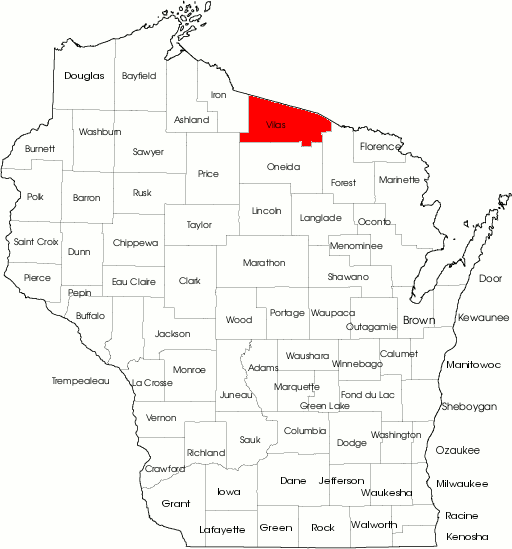 Douglas
Bayfield
Iron
Vilas
Ashland
Washburn
Burnett
Sawyer
Florence
Oneida
Price
Forest
Marinette
Polk
Barron
Rusk
Lincoln
Langlade
Oconto
Taylor
Saint Croix
Dunn
Chippewa
Menominee
Marathon
Shawano
Pierce
Eau Claire
Clark
Door
Pepin
Buffalo
Wood
Portage
Waupaca
Outagamie
Brown
Kewaunee
Jackson
Waushara
Calumet
Winnebago
Manitowoc
Monroe
Adams
Trempealeau
La Crosse
Marquette
Juneau
Fond du Lac
Green Lake
Sheboygan
Vernon
Columbia
Washington
Sauk
Dodge
Richland
Ozaukee
Crawford
Dane
Jefferson
Milwaukee
Iowa
Waukesha
Grant
Racine
Lafayette
Green
Rock
Walworth
Kenosha